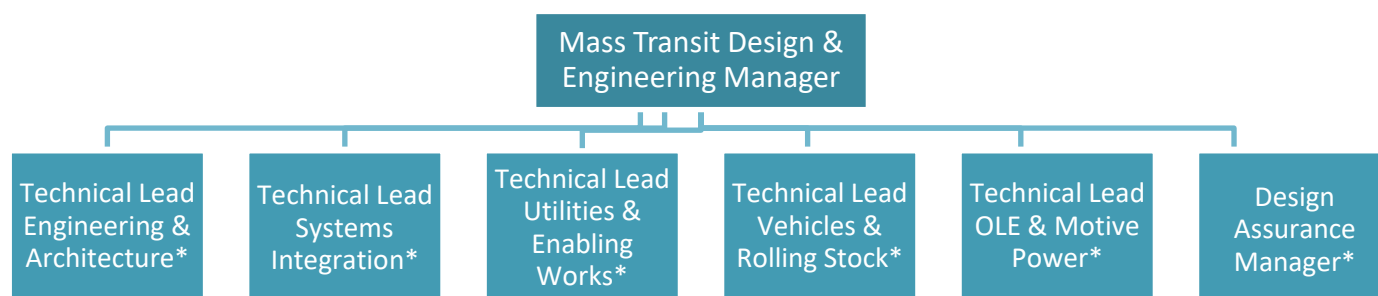 Mass Transit Design &
Engineering Manager
Technical Lead
Engineering &
Architecture*
Technical Lead
Systems
Integration*
Technical Lead
Utilities &
Enabling
Works*
Technical Lead
Vehicles &
Rolling Stock*
Technical Lead
OLE & Motive
Power*
Design
Assurance
Manager*